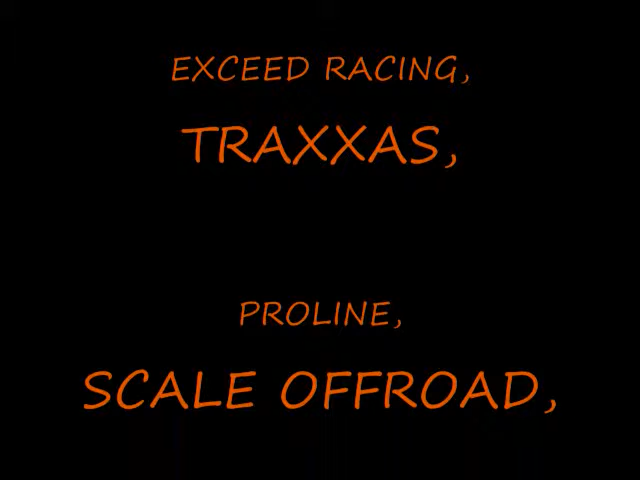 EXCEED RACING,
TRAXXAS,
PROLINE,
SCALE OFFROAD,